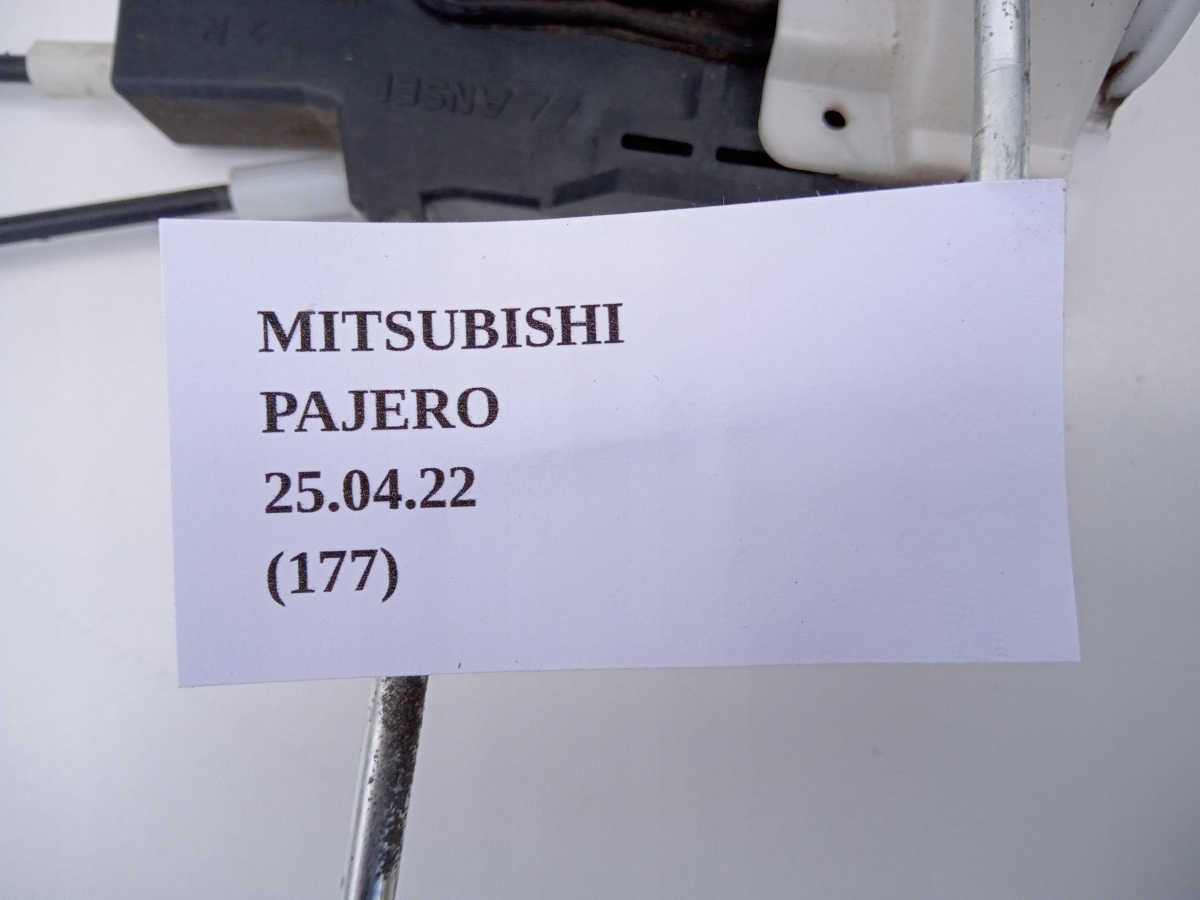 MITSUBISHI
PAJERO
25.04.22
(177)